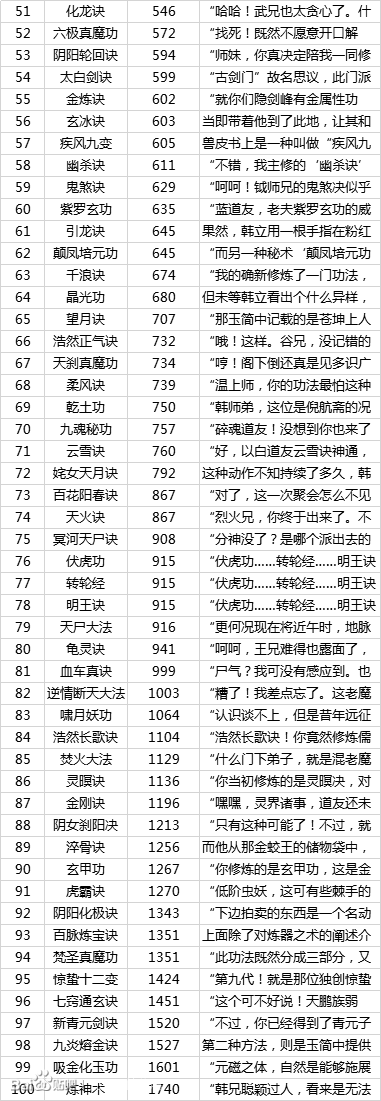 51 化龙诀 546 “哈哈！武兄也太贪心了。什
52 六极真魔功 572 “找死！既然不愿意开口解
53 阴阳轮回诀 594 “师妹，你真决定陪我一同修
54 太白剑诀 599 “古剑门”故名思议，此门派
55 金炼诀 602 “就你们隐剑峰有金属性功
56 玄冰诀 603 当即带着他到了此地，让其和
57 疾风九变 605 兽皮书上是一种叫做“疾风九
58 幽杀诀 611 “不错，我主修的‘幽杀诀’
59 鬼煞诀 629 “呵呵！钺师兄的鬼煞决似乎
60 紫罗玄功 635 “蓝道友，老夫紫罗玄功的威
61 引龙诀 645 果然，韩立用一根手指在粉红
62 颠凤培元功 645 “而另一种秘术‘颠凤培元功
63 千浪诀 674 “我的确新修炼了一门功法，
64 晶光功 680 但未等韩立看出个什么异样，
65 望月诀 707 “那玉简中记载的是苍坤上人
66 浩然正气诀 732 “哦！这样。谷兄，没记错的
67 天刹真魔功 734 “哼！阁下倒还真是见多识广
68 柔风诀 739 “温上师，你的功法最怕这种
69 乾土功 750 “韩师弟，这位是倪航斋的况
70 九魂秘功 757 “碎魂道友！没想到你也来了
71 云雪诀 760 “好，以白道友云雪诀神通，
72 姹女天月诀 792 这种动作不知持续了多久，韩
73 百花阳春诀 867 “对了，这一次聚会怎么不见
74 天火诀 867 “烈火兄，你终于出来了。不
75 冥河天尸诀 908 “分神没了？是哪个派出去的
76 伏虎功 915 “伏虎功……转轮经……明王诀
77 转轮经 915 “伏虎功……转轮经……明王诀
78 明王诀 915 “伏虎功……转轮经……明王诀
79 天尸大法 916 “更何况现在将近午时，地脉
80 龟灵诀 941 “呵呵，王兄难得也露面了，
81 血车真诀 999 “尸气？我可没有感应到。也
82 逆情断天大法 1003 “糟了！我差点忘了。这老魔
83 啸月妖功 1064 “认识谈不上，但是昔年远征
84 浩然长歌诀 1104 “浩然长歌诀！你竟然修炼儒
85 焚火大法 1129 “什么门下弟子，就是混老魔
86 灵暝诀 1136 “你当初修炼的是灵暝决，对
87 金刚诀 1196 “嘿嘿，灵界诸事，道友还未
88 阴女刹阳决 1213 “只有这种可能了！不过，就
89 淬骨诀 1256 而他从那金蛟王的储物袋中，
90 玄甲功 1267 “你修炼的是玄甲功，这是金
91 虎霸诀 1270 “低阶虫妖，这可有些棘手的
92 阴阳化极诀 1343 “下边拍卖的东西是一个名动
93 百脉炼宝诀 1351 上面除了对炼器之术的阐述介
94 梵圣真魔功 1351 “此功法既然分成三部分，又
95 惊蛰十二变 1424 “第九代！就是那位独创惊蛰
96 七窍通玄诀 1451 “这个可不好说！天鹏族弱
97 新青元剑诀 1520 “不过，你已经得到了青元子
98 九炎熔金诀 1527 第二种方法，则是玉简中提供
99 吸金化玉功 1601 “元磁之体，自然是能够施展
100 炼神术 1740 “韩兄聪颖过人，看来是无法